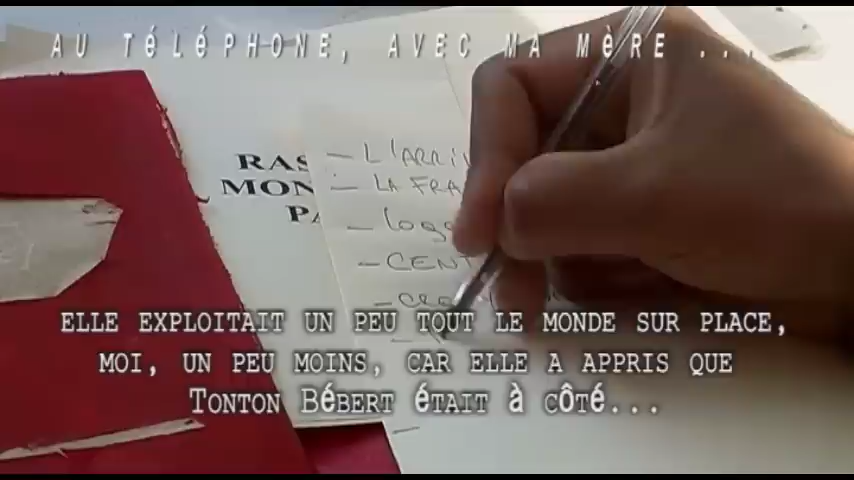 AU TéLéPHONE, AVEC MA MèRE ...
RAS
MON
PA
- L'ARRI
- LA FRA
- loge
- CENT
ELLE EXPLOITAIT UN PEU TOUT LE MONDE SUR PLACE,
MOI, UN PEU MOINS, CAR ELLE A APPRIS QUE
TONTON BéBERT éTAIT à CôTé...